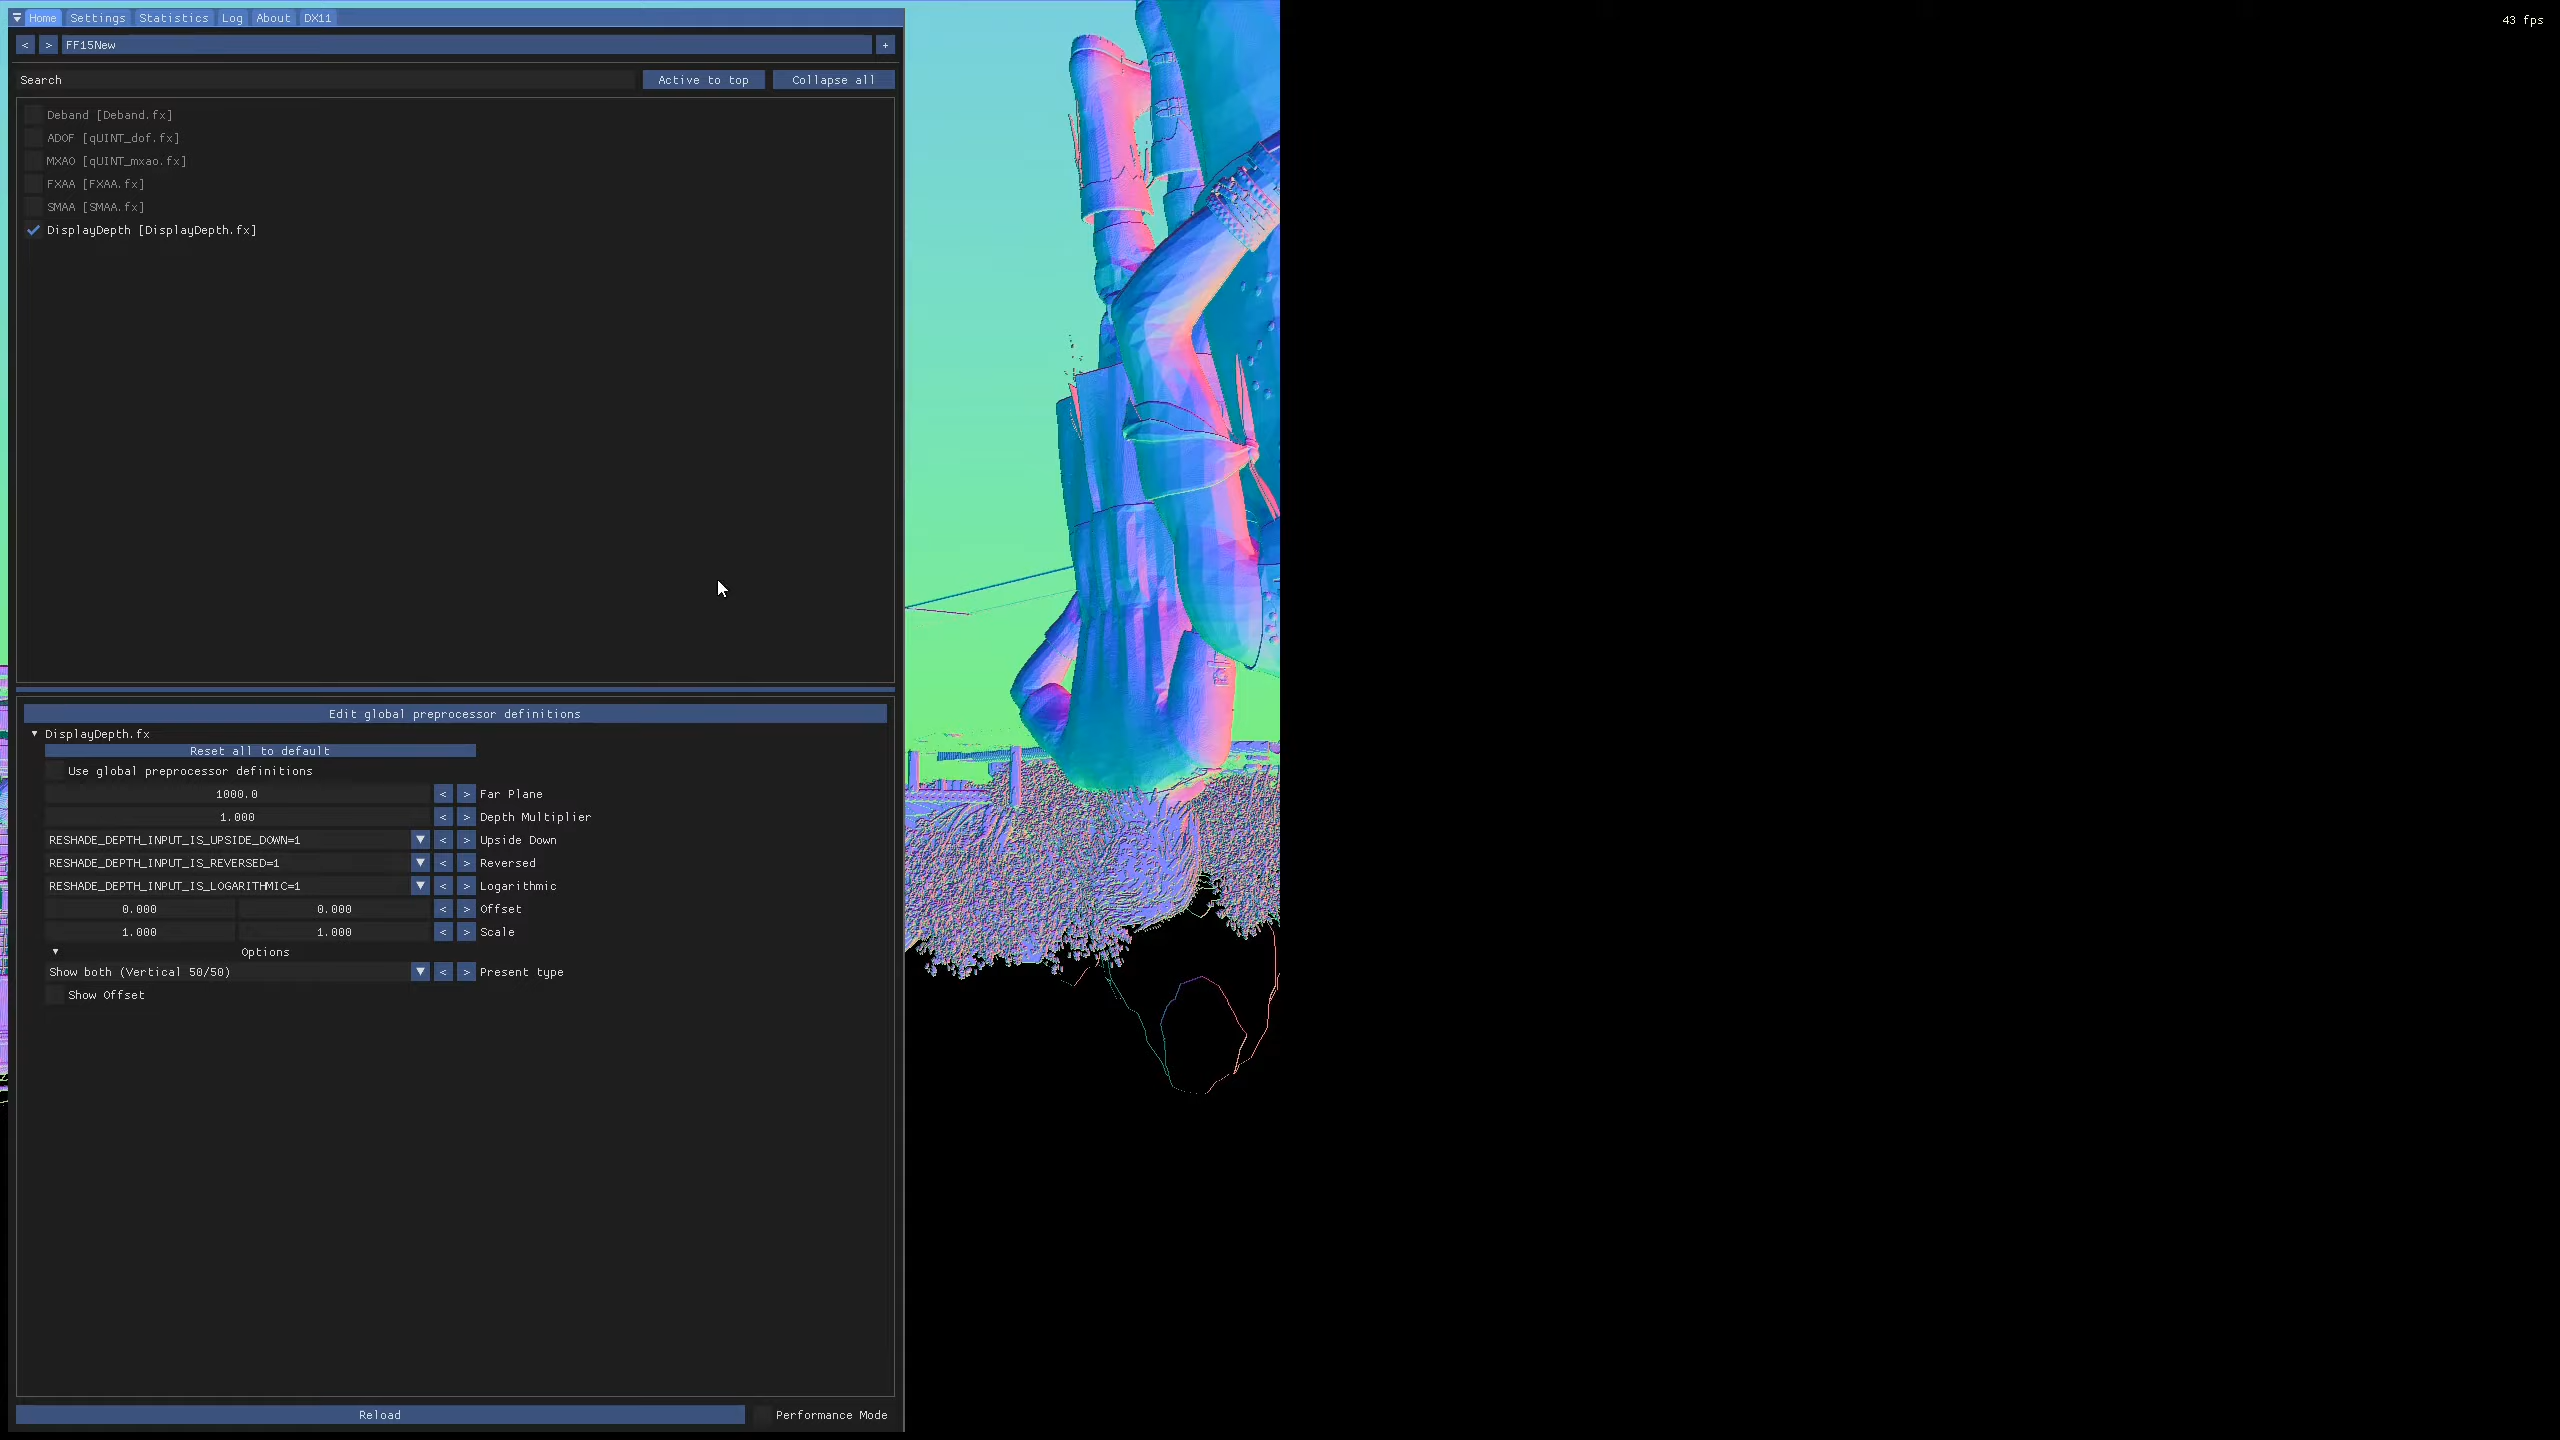 Home Settings Statistics Log About DX11
43 fps
< > FF15New +
Search Active to top Collapse all
Deband [Deband.fx]
ADOF [qUINT_dof.fx]
MXAO [qUINT_mxao.fx]
FXAA [FXAA.fx]
SMAA [SMAA.fx]
DisplayDepth [DisplayDepth.fx]
Edit global preprocessor definitions
DisplayDepth.fx
Reset all to default
Use global preprocessor definitions
1000.0 < > Far Plane
1.000 < > Depth Multiplier
RESHADE_DEPTH_INPUT_IS_UPSIDE_DOWN=1 < > Upside Down
RESHADE_DEPTH_INPUT_IS_REVERSED=1 < > Reversed
RESHADE_DEPTH_INPUT_IS_LOGARITHMIC=1 < > Logarithmic
0.000 0.000 < > Offset
1.000 1.000 < > Scale
Options
Show both (Vertical 50/50) < > Present type
Show Offset
Reload Performance Mode